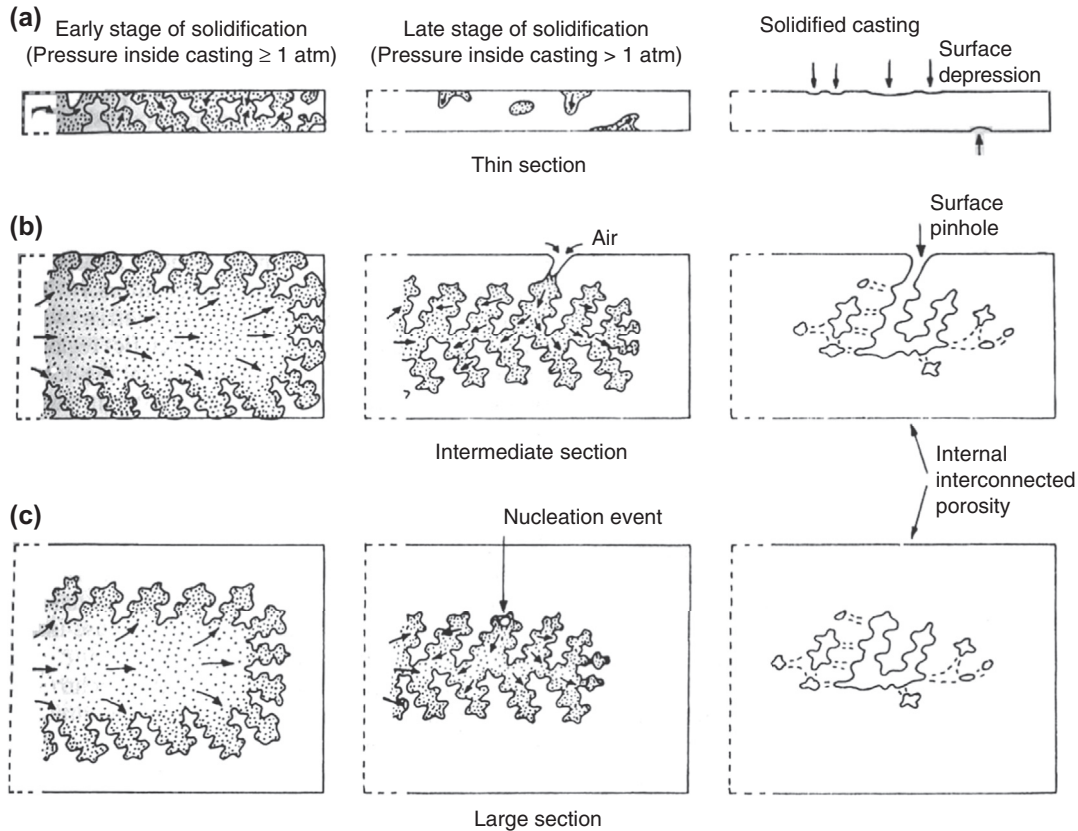 (a)
Early stage of solidification
(Pressure inside casting ≥ 1 atm)
Late stage of solidification
(Pressure inside casting > 1 atm)
Solidified casting
Surface
depression
Thin section
(b)
Air
Surface
pinhole
Intermediate section
Internal
interconnected
porosity
(c)
Nucleation event
Large section